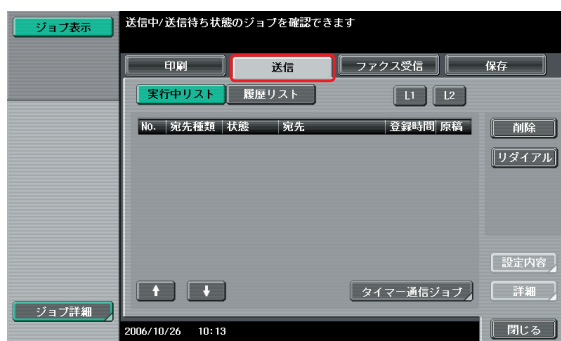 ジョブ表示
送信中/送信待ち状態のジョブを確認できます
印刷 送信 ファクス受信 保存
実行中リスト 履歴リスト L1 L2
No. 宛先種類 状態 宛先 登録時間 原稿
削除
リダイアル
設定内容
タイマー通信ジョブ 詳細
ジョブ詳細
2006/10/26 10:13 閉じる